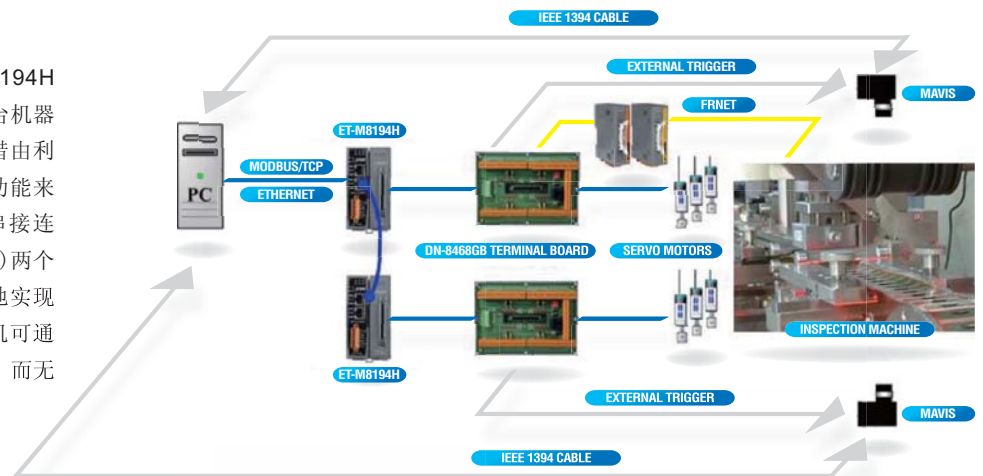 IEEE 1394 CABLE
EXTERNAL TRIGGER
MAVIS
FRNET
ET-M8194H
MODBUS/TCP
ETHERNET
PC
DN-8468GB TERMINAL BOARD
SERVO MOTORS
INSPECTION MACHINE
ET-M8194H
EXTERNAL TRIGGER
MAVIS
IEEE 1394 CABLE
194H
台机器
借由利
功能来
串接连
)两个
地实现
机可通
而无